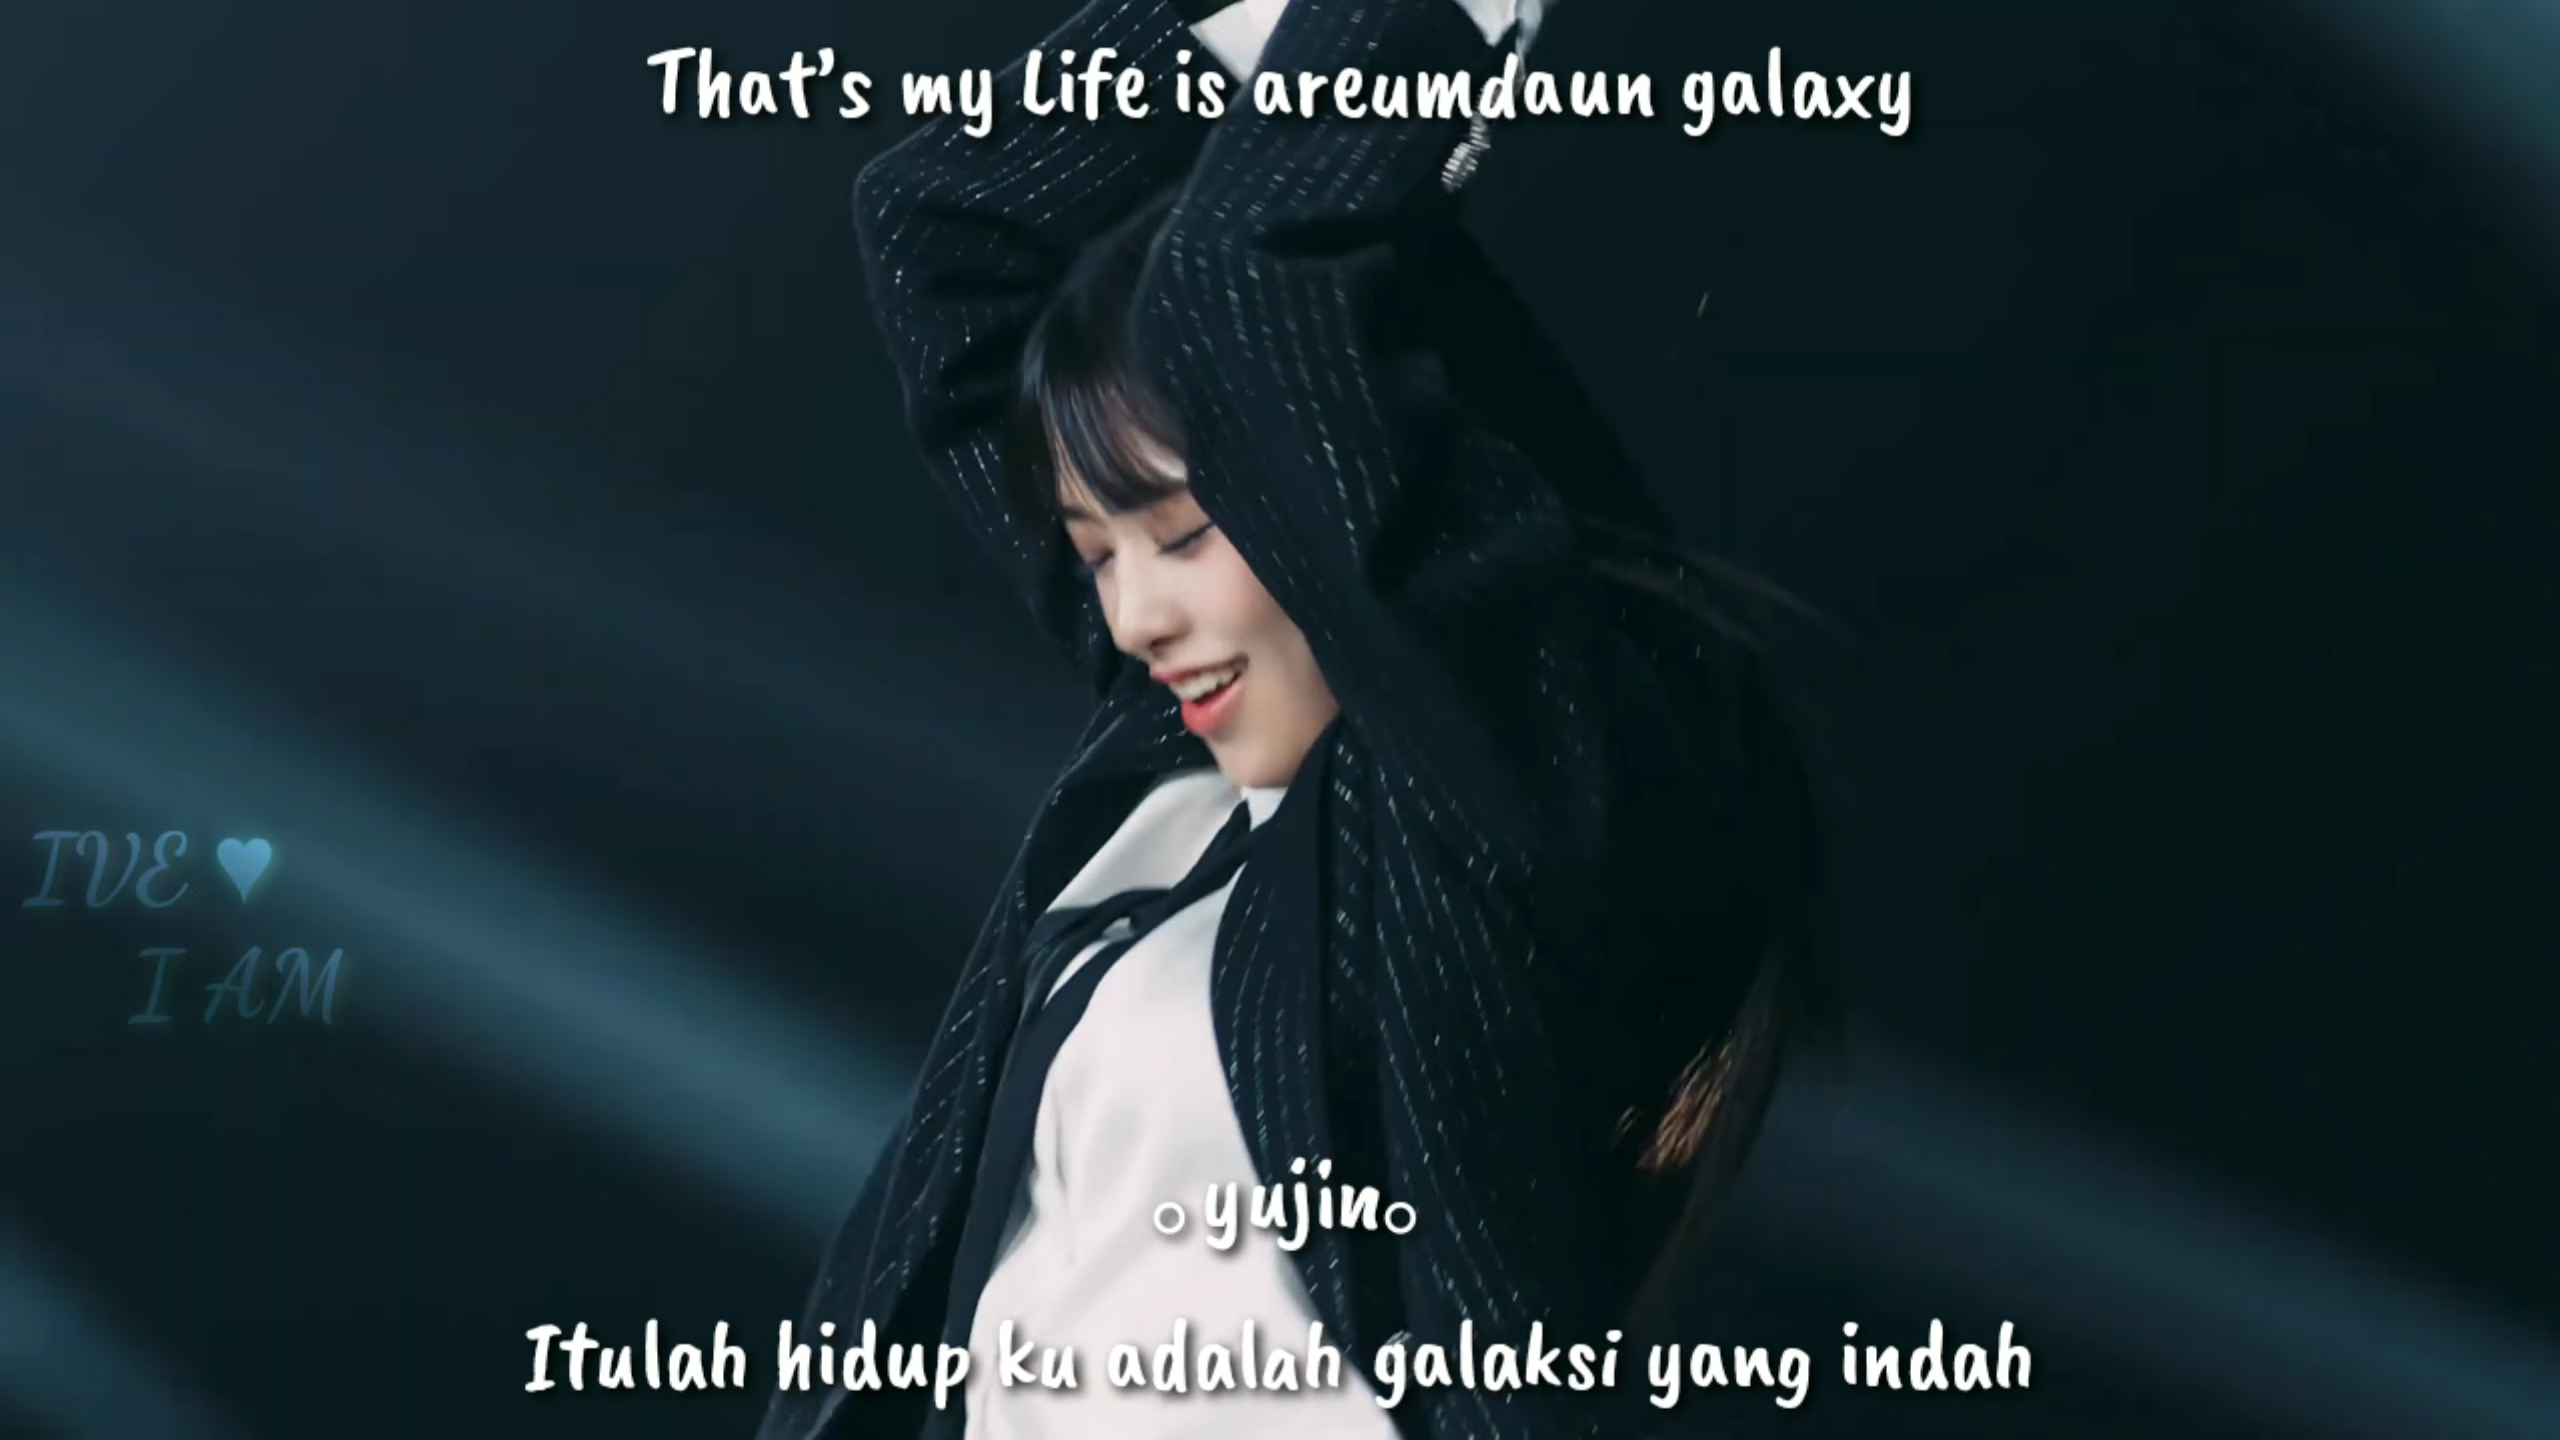 That's my Life is areumdaun galaxy
IVE ♥
I AM
○yujin○
Itulah hidup ku adalah galaksi yang indah